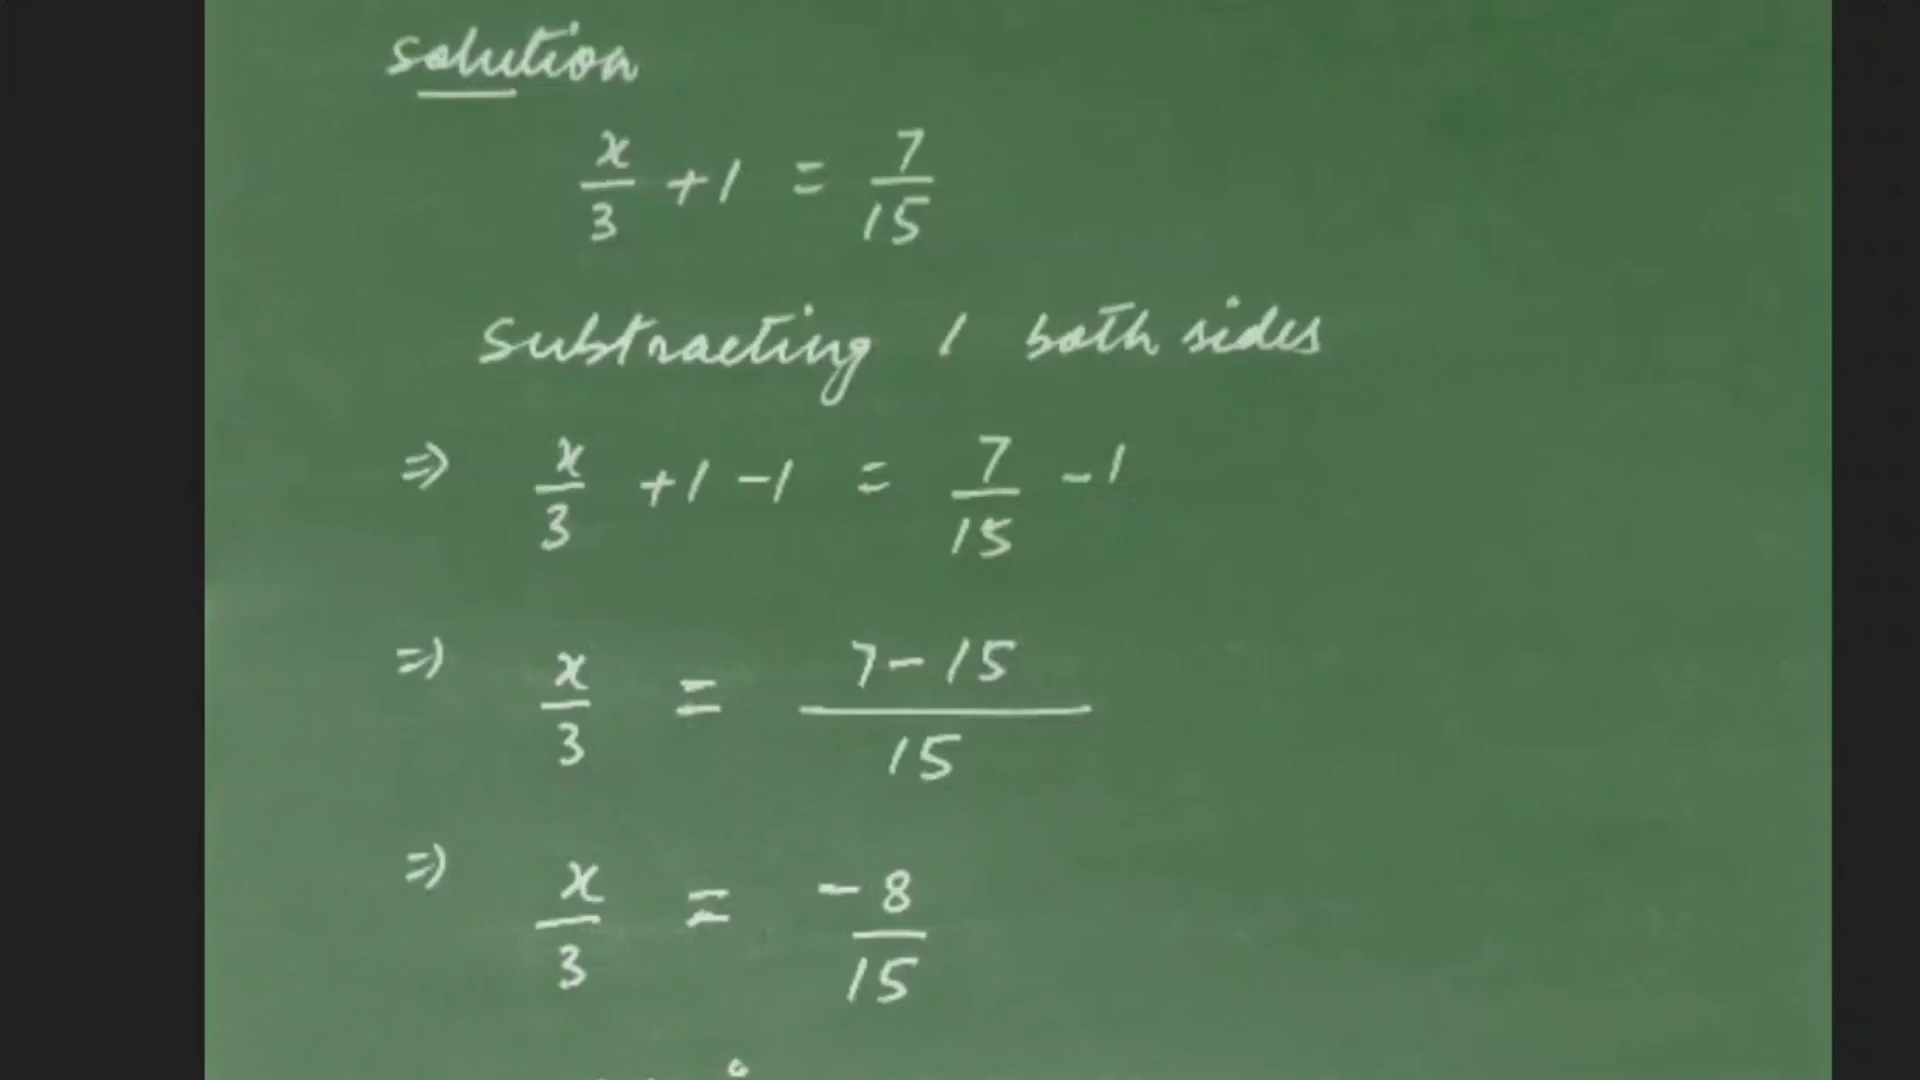 solution
x/3 + 1 = 7/15
Subtracting 1 both sides
⇒ x/3 + 1 - 1 = 7/15 - 1
⇒ x/3 = 7-15/15
⇒ x/3 = -8/15